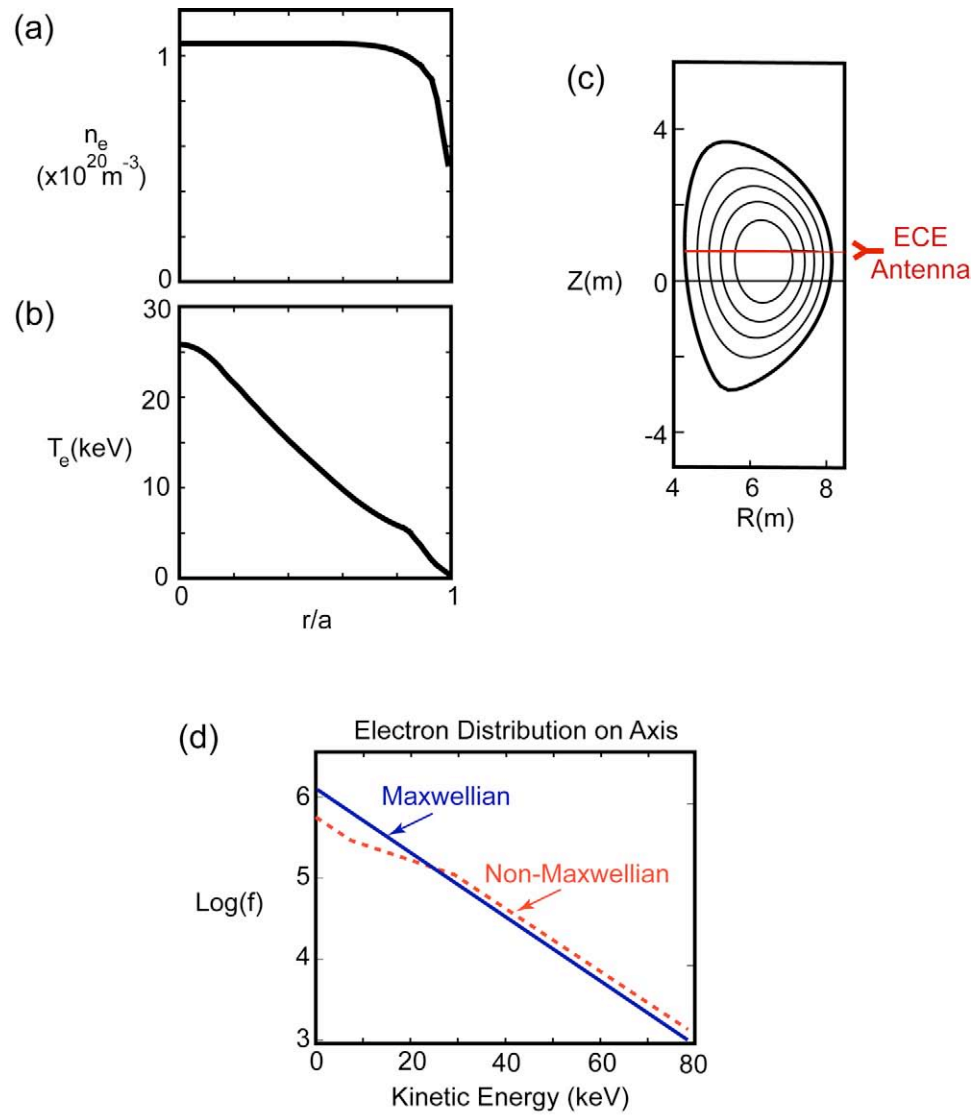 (a)
1
n_e
(x10^20 m^-3)
0
(b)
30
20
T_e(keV)
10
0
0
1
r/a
(c)
4
Z(m)
0
-4
4
6
8
R(m)
ECE
Antenna
(d)
Electron Distribution on Axis
6
5
Log(f)
4
3
Maxwellian
Non-Maxwellian
0
20
40
60
80
Kinetic Energy (keV)